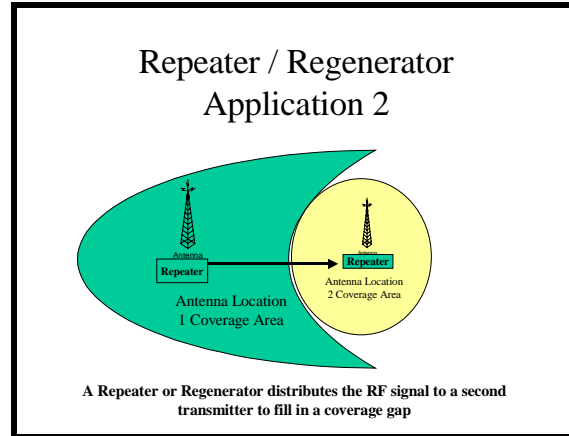 Repeater / Regenerator
Application 2
Antenna
Repeater
Antenna
Repeater
Antenna Location
2 Coverage Area
Antenna Location
1 Coverage Area
A Repeater or Regenerator distributes the RF signal to a second
transmitter to fill in a coverage gap